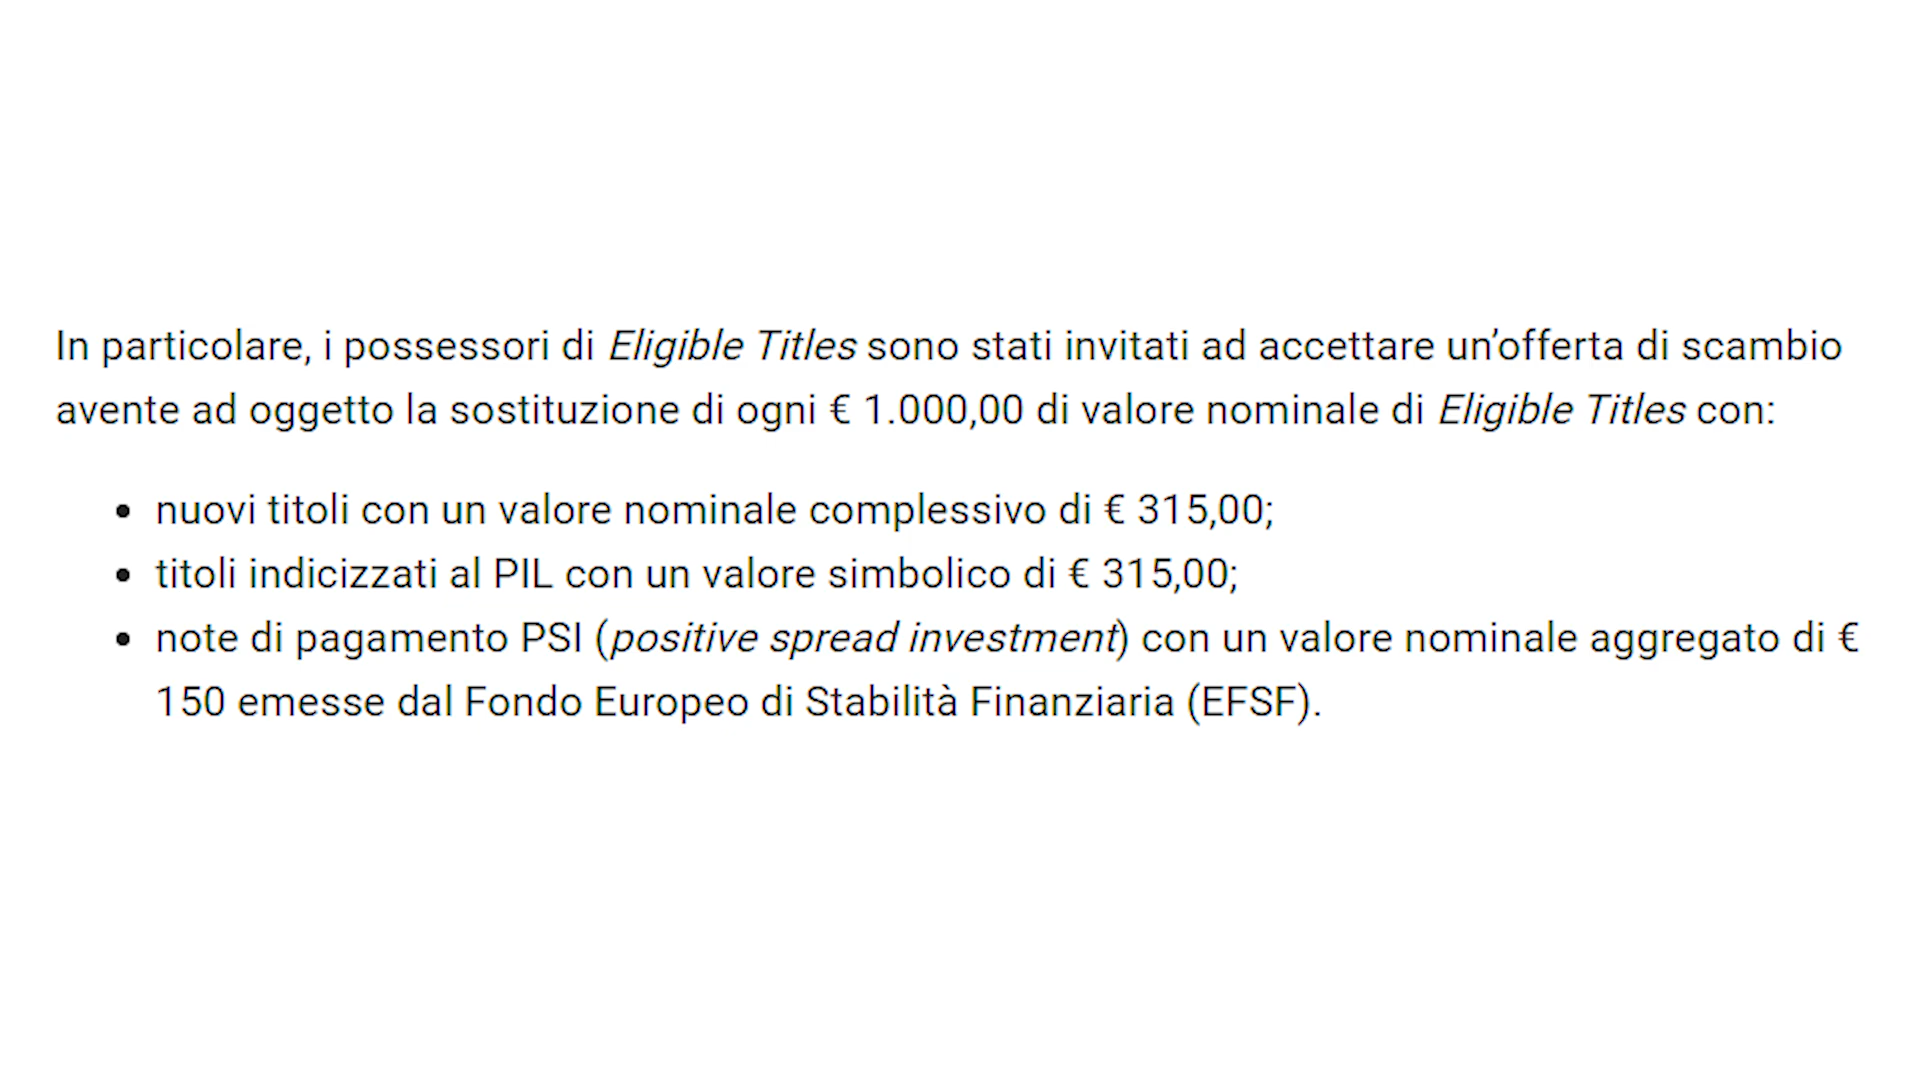 In particolare, i possessori di Eligible Titles sono stati invitati ad accettare un’offerta di scambio
avente ad oggetto la sostituzione di ogni € 1.000,00 di valore nominale di Eligible Titles con:
• nuovi titoli con un valore nominale complessivo di € 315,00;
• titoli indicizzati al PIL con un valore simbolico di € 315,00;
• note di pagamento PSI (positive spread investment) con un valore nominale aggregato di €
150 emesse dal Fondo Europeo di Stabilità Finanziaria (EFSF).